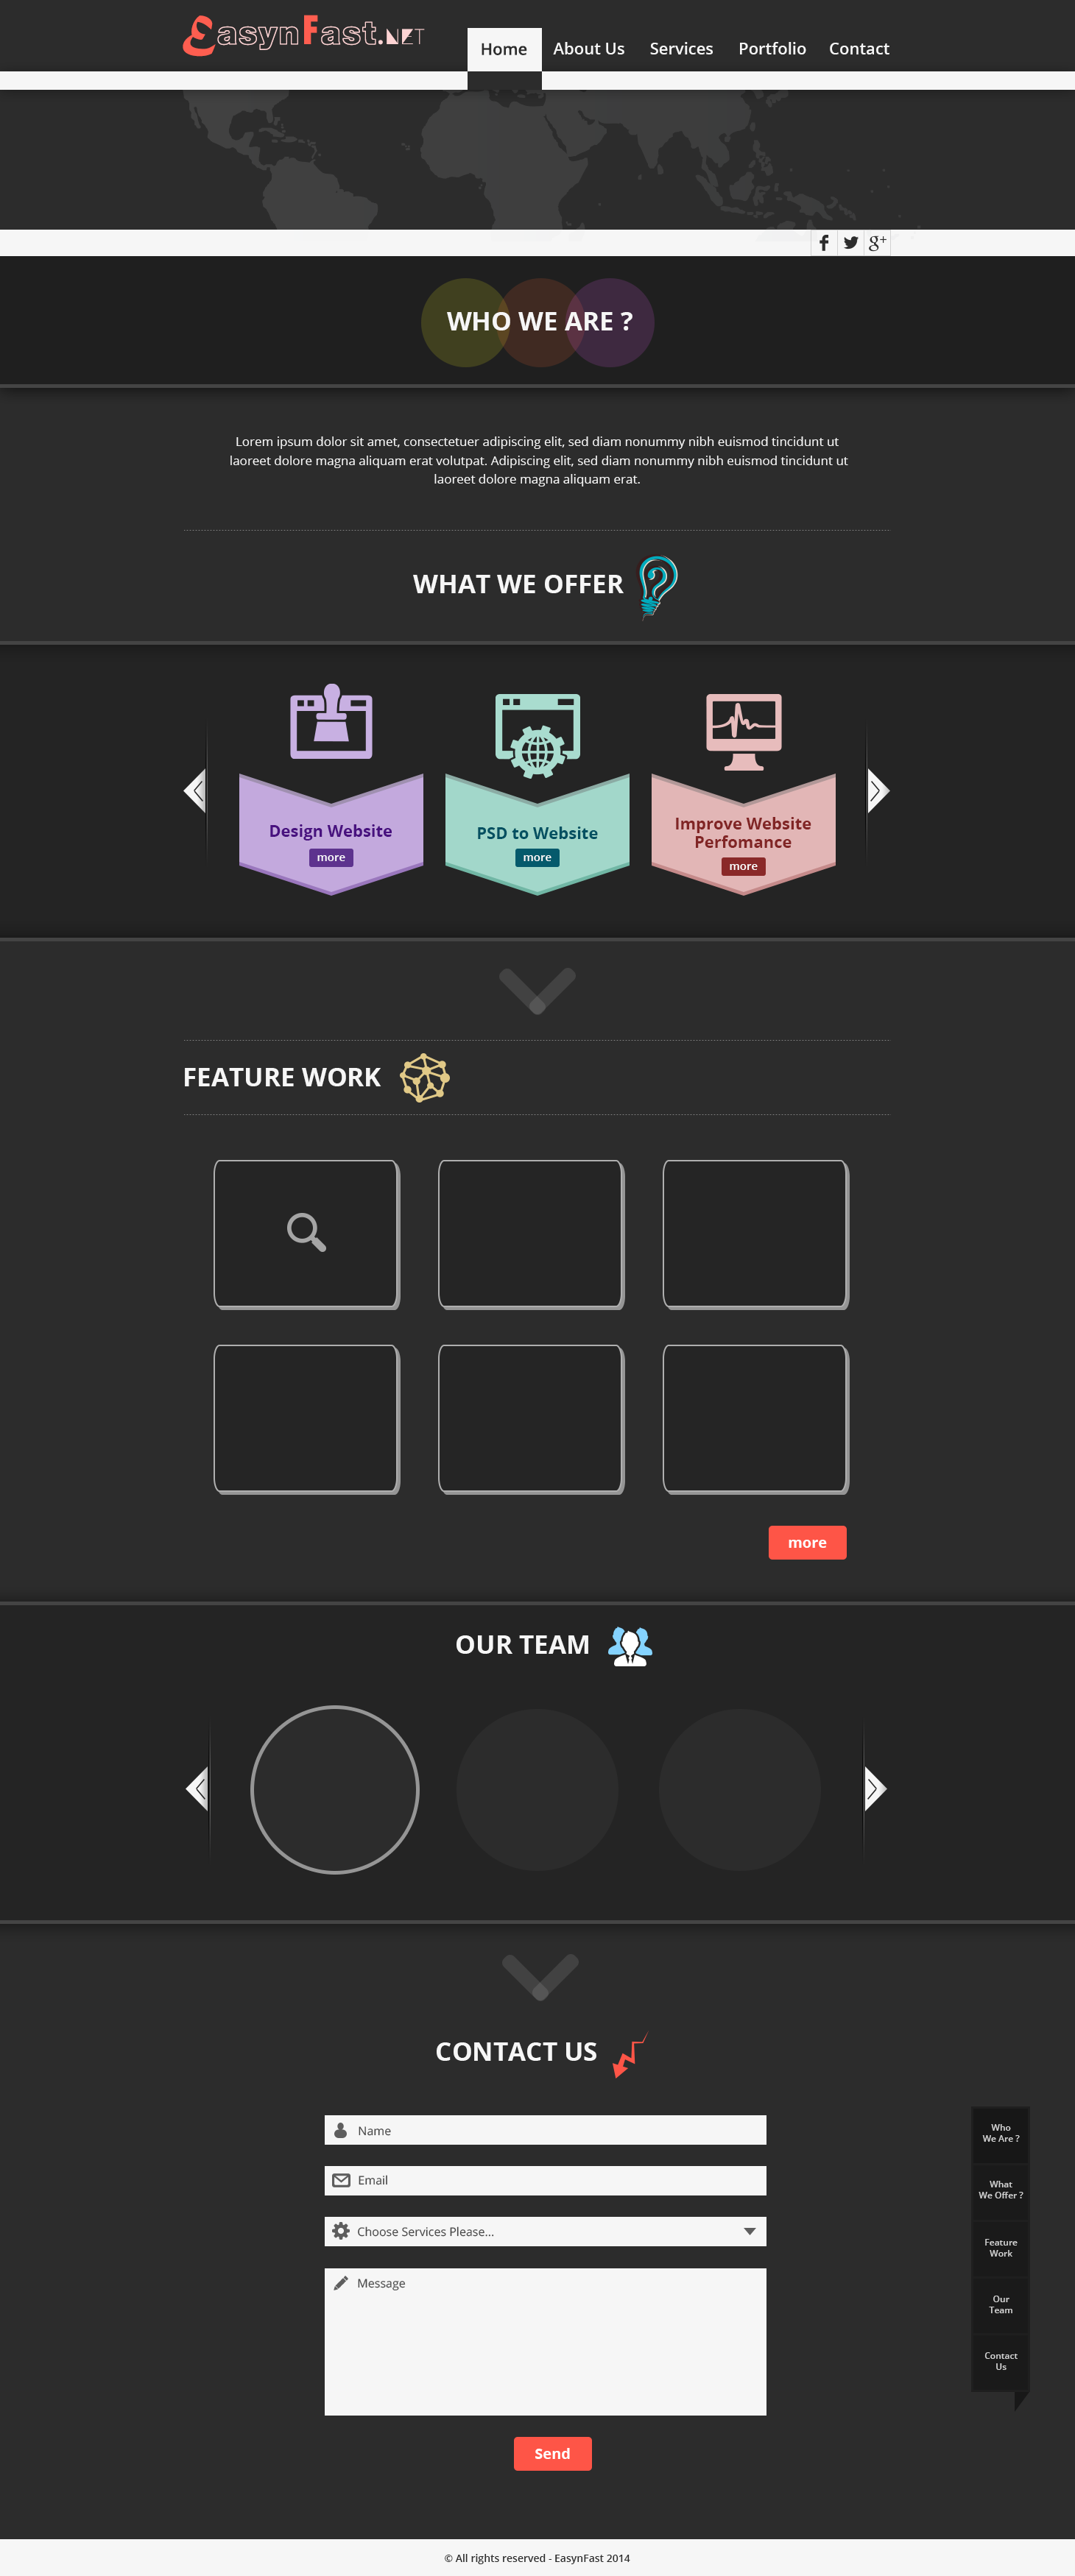 EasynFast.NET
Home About Us Services Portfolio Contact
f g+
WHO WE ARE ?
Lorem ipsum dolor sit amet, consectetuer adipiscing elit, sed diam nonummy nibh euismod tincidunt ut
laoreet dolore magna aliquam erat volutpat. Adipiscing elit, sed diam nonummy nibh euismod tincidunt ut
laoreet dolore magna aliquam erat.
WHAT WE OFFER
Design Website
more
PSD to Website
more
Improve Website
Perfomance
more
FEATURE WORK
more
OUR TEAM
CONTACT US
Name
Email
Choose Services Please...
Message
Send
Who
We Are ?
What
We Offer ?
Feature
Work
Our
Team
Contact
Us
© All rights reserved - EasynFast 2014